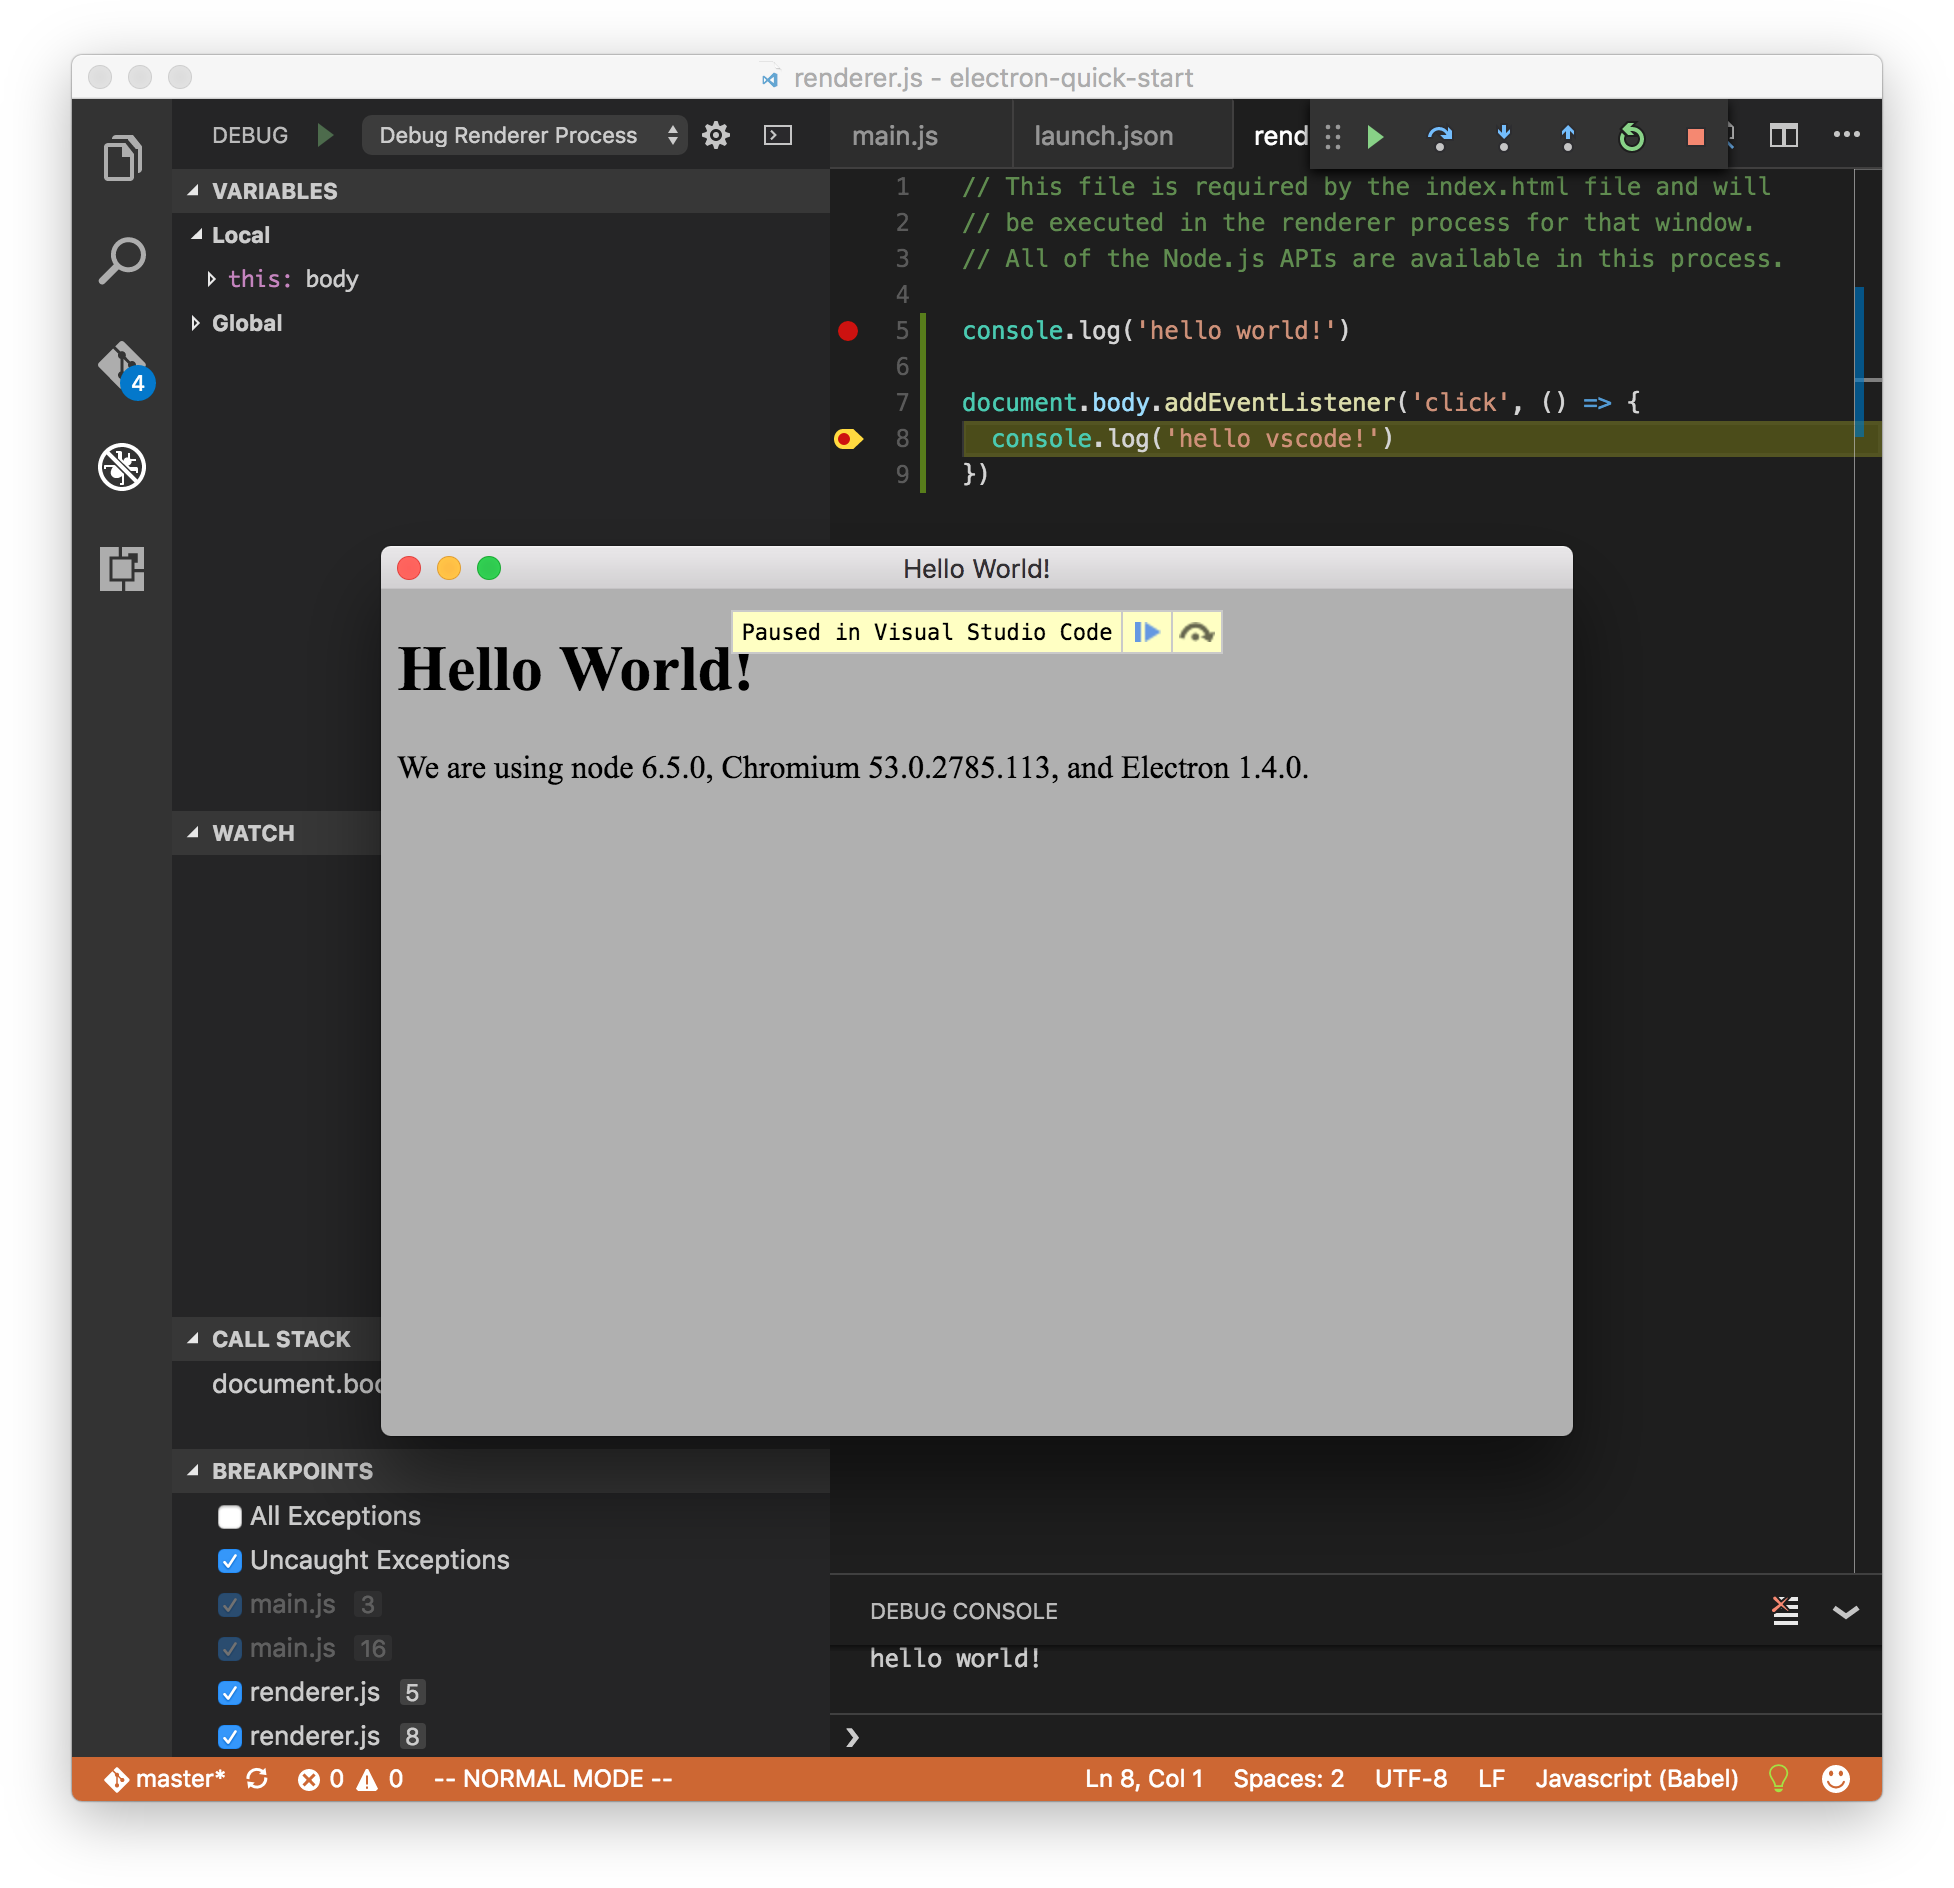 renderer.js - electron-quick-start
DEBUG Debug Renderer Process
main.js launch.json rend
VARIABLES
Local
this: body
Global
4
1 // This file is required by the index.html file and will
2 // be executed in the renderer process for that window.
3 // All of the Node.js APIs are available in this process.
4
5 console.log('hello world!')
6
7 document.body.addEventListener('click', () => {
8 console.log('hello vscode!')
9 })
Hello World!
Paused in Visual Studio Code
Hello World!
We are using node 6.5.0, Chromium 53.0.2785.113, and Electron 1.4.0.
WATCH
CALL STACK
document.boc
BREAKPOINTS
All Exceptions
Uncaught Exceptions
main.js 3
main.js 16
renderer.js 5
renderer.js 8
DEBUG CONSOLE
hello world!
master* 0 0 -- NORMAL MODE -- Ln 8, Col 1 Spaces: 2 UTF-8 LF Javascript (Babel)